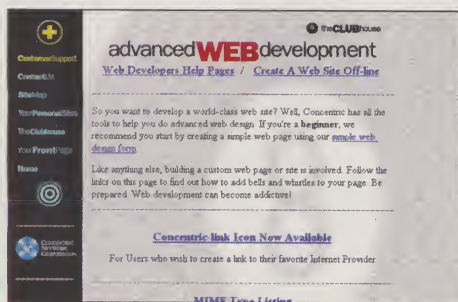 theCLUBhouse
advancedWEBdevelopment
Web Developers Help Pages / Create A Web Site Off-line
CustomerSupport
ContactUs
SiteMap
YourPersonalSites
TheClubhouse
YourFrontPage
Home
CONCENTRIC
NETWORK
CORPORATION
So you want to develop a world-class web site? Well, Concentric has all the
tools to help you do advanced web design. If you're a beginner, we
recommend you start by creating a simple web page using our sample web
design form.
Like anything else, building a custom web page or site is involved. Follow the
links on this page to find out how to add bells and whistles to your page. Be
prepared. Web development can become addictive!
Concentric link Icon Now Available
For Users who wish to create a link to their favorite Internet Provider
MIME Type Listing